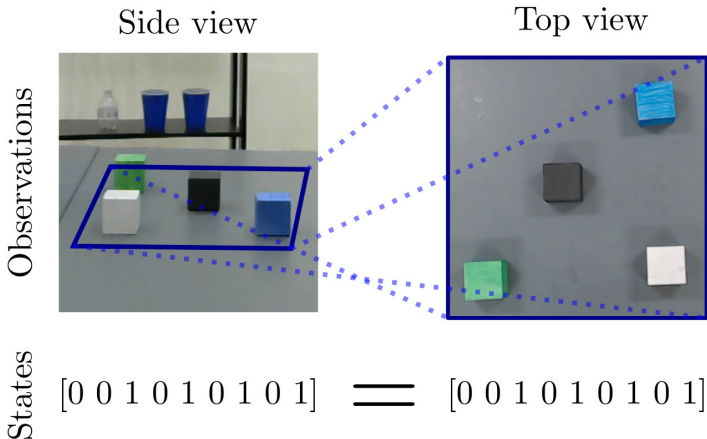 Side view
Top view
Observations
States
[0 0 1 0 1 0 1 0 1]
=
[0 0 1 0 1 0 1 0 1]